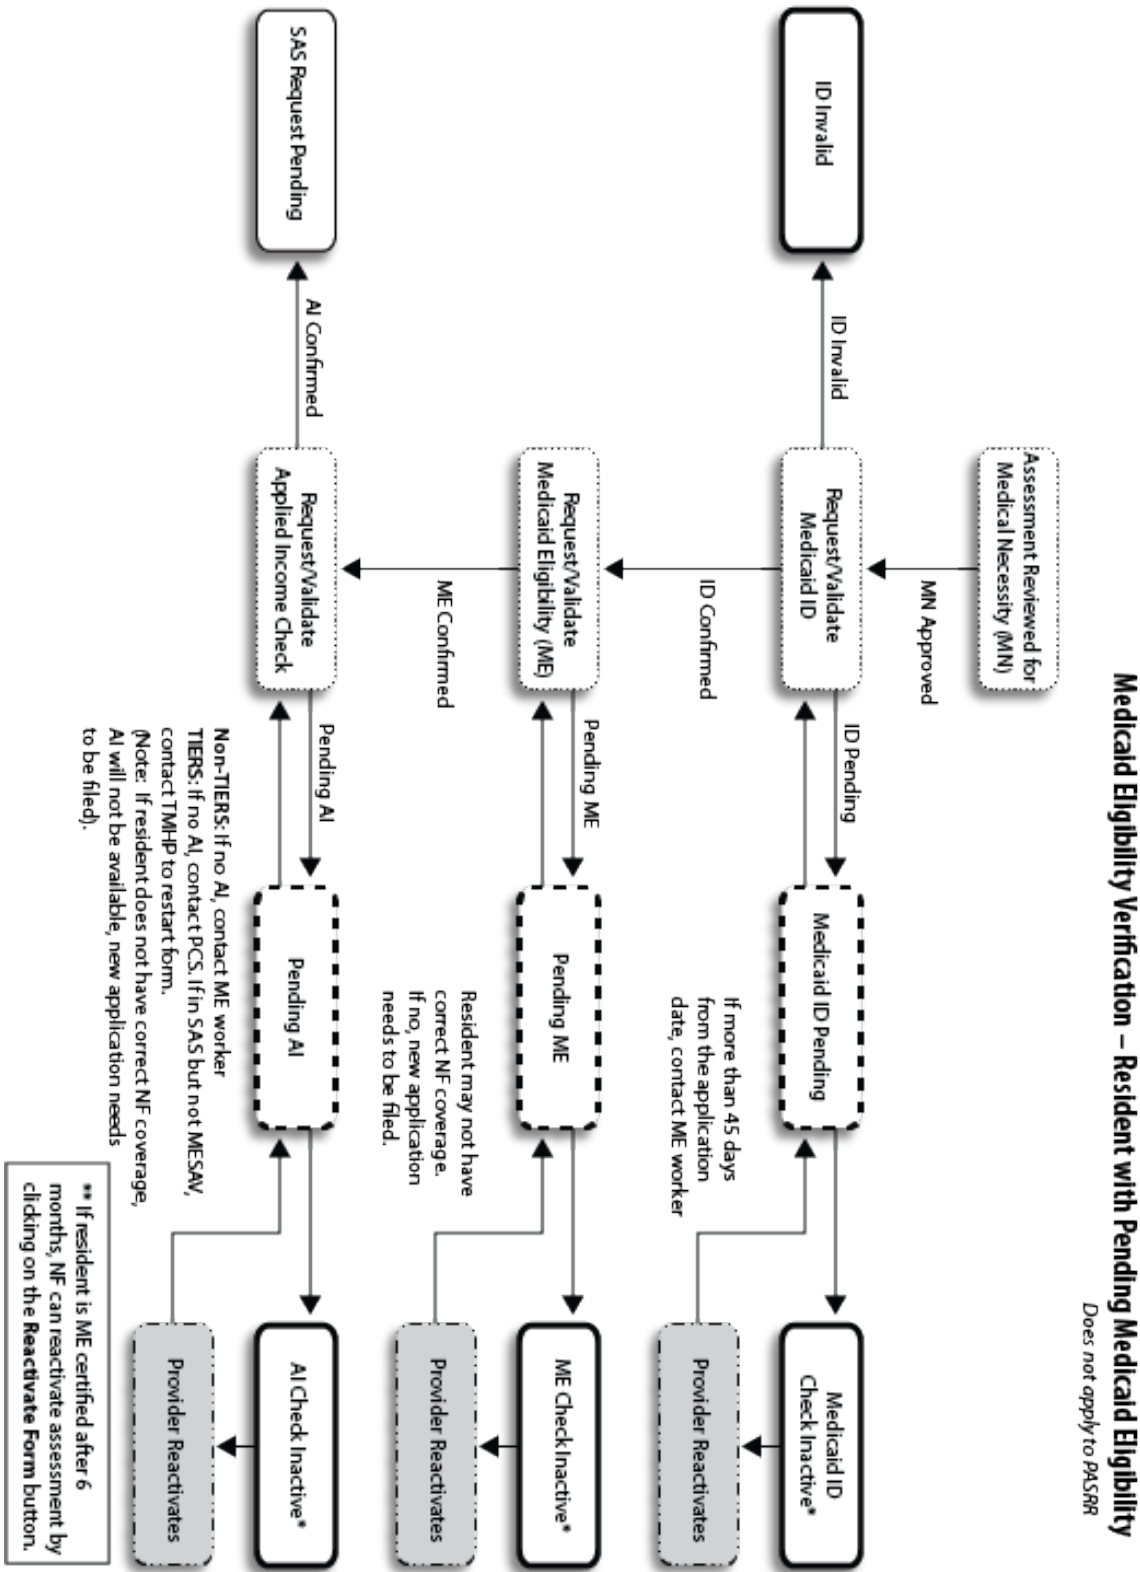 Medicaid Eligibility Verification – Resident with Pending Medicaid Eligibility
Does not apply to PASRR
Assessment Reviewed for
Medical Necessity (MN)
MN Approved
ID Invalid
ID Invalid
Request/Validate
Medicaid ID
ID Pending
Medicaid ID Pending
Medicaid ID
Check Inactive*
If more than 45 days
from the application
date, contact ME worker
Provider Reactivates
ID Confirmed
Request/Validate
Medicaid Eligibility (ME)
Pending ME
Pending ME
ME Check Inactive*
Resident may not have
correct NF coverage.
If no, new application
needs to be filed.
Provider Reactivates
ME Confirmed
SAS Request Pending
AI Confirmed
Request/Validate
Applied Income Check
Pending AI
Pending AI
AI Check Inactive*
Non-TIERS: If no AI, contact ME worker
TIERS: If no AI, contact PCS. If in SAS but not MESAV,
contact TMHP to restart form.
(Note: If resident does not have correct NF coverage,
AI will not be available, new application needs
to be filed).
Provider Reactivates
** If resident is ME certified after 6
months, NF can reactivate assessment by
clicking on the Reactivate Form button.